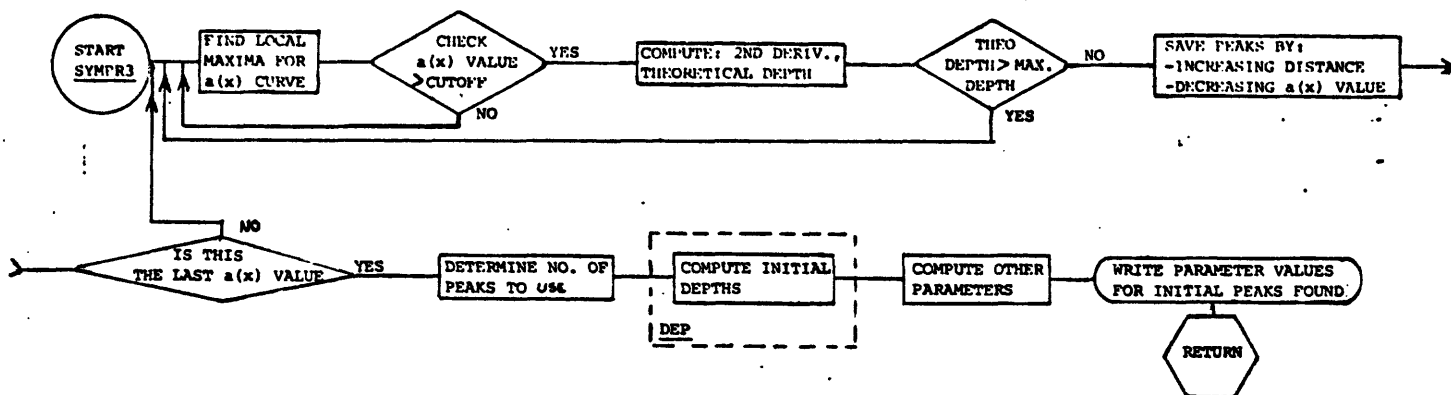 START
SYMPR3
FIND LOCAL
MAXIMA FOR
a(x) CURVE
CHECK
a(x) VALUE
>CUTOFF
YES
NO
COMPUTE: 2ND DERIV.,
THEORETICAL DEPTH
THEO
DEPTH> MAX.
DEPTH
NO
YES
SAVE PEAKS BY:
-INCREASING DISTANCE
-DECREASING a(x) VALUE
NO
IS THIS
THE LAST a(x) VALUE
YES
DETERMINE NO. OF
PEAKS TO USE
COMPUTE INITIAL
DEPTHS
DEP
COMPUTE OTHER
PARAMETERS
WRITE PARAMETER VALUES
FOR INITIAL PEAKS FOUND
RETURN